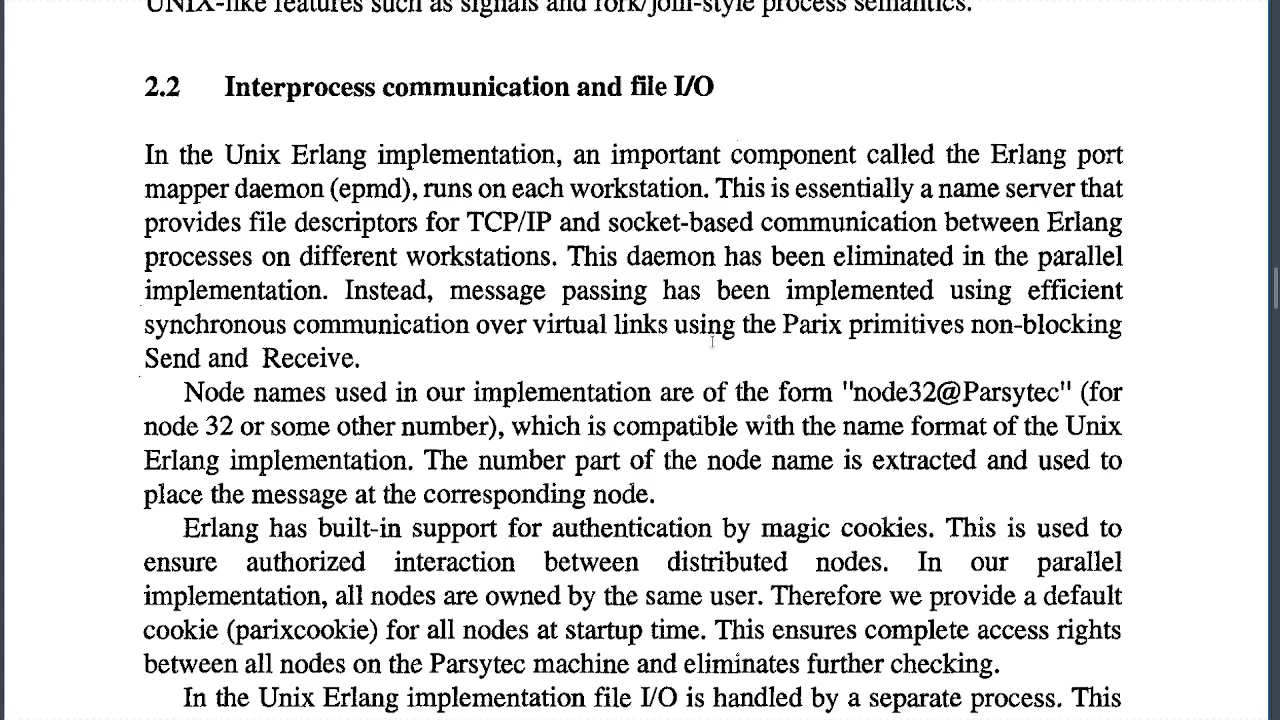 UNIX-like features such as signals and fork/join-style process semantics.
2.2 Interprocess communication and file I/O
In the Unix Erlang implementation, an important component called the Erlang port
mapper daemon (epmd), runs on each workstation. This is essentially a name server that
provides file descriptors for TCP/IP and socket-based communication between Erlang
processes on different workstations. This daemon has been eliminated in the parallel
implementation. Instead, message passing has been implemented using efficient
synchronous communication over virtual links using the Parix primitives non-blocking
Send and Receive.
Node names used in our implementation are of the form "node32@Parsytec" (for
node 32 or some other number), which is compatible with the name format of the Unix
Erlang implementation. The number part of the node name is extracted and used to
place the message at the corresponding node.
Erlang has built-in support for authentication by magic cookies. This is used to
ensure authorized interaction between distributed nodes. In our parallel
implementation, all nodes are owned by the same user. Therefore we provide a default
cookie (parixcookie) for all nodes at startup time. This ensures complete access rights
between all nodes on the Parsytec machine and eliminates further checking.
In the Unix Erlang implementation file I/O is handled by a separate process. This